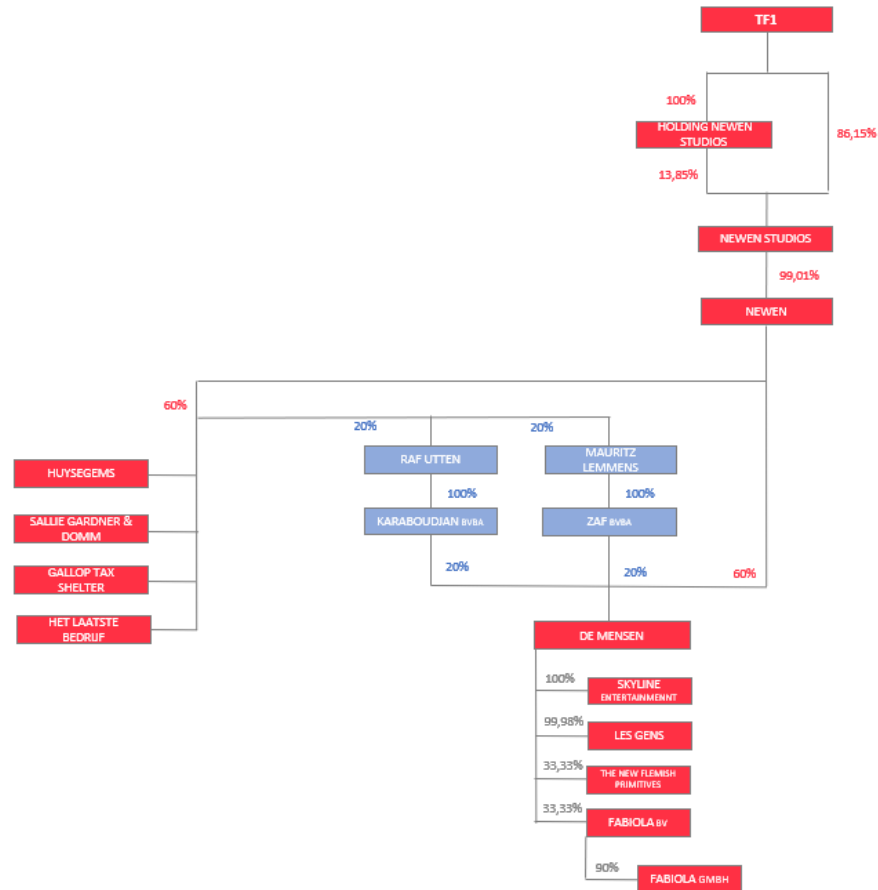 TF1
100%
HOLDING NEWEN
STUDIOS
86,15%
13,85%
NEWEN STUDIOS
99,01%
NEWEN
60%
20%
20%
RAF UTTEN
MAURITZ
LEMMENS
HUYSEGEMS
100%
100%
SALLIE GARDNER &
DOMM
KARABOUDJAN BVBA
ZAF BVBA
GALLOP TAX
SHELTER
20%
20%
60%
HET LAATSTE
BEDRIJF
DE MENSEN
100%
SKYLINE
ENTERTAINMENNT
99,98%
LES GENS
33,33%
THE NEW FLEMISH
PRIMITIVES
33,33%
FABIOLA BV
90%
FABIOLA GMBH